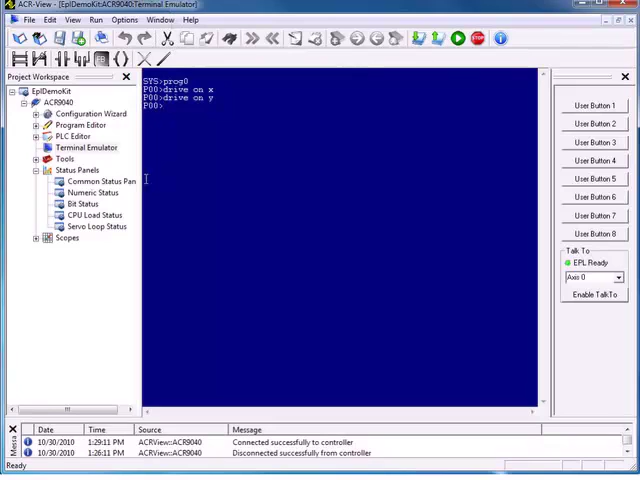 ACR-View - [EplDemoKit:ACR9040:Terminal Emulator]
File Edit View Run Options Window Help
Project Workspace
EplDemoKit
ACR9040
Configuration Wizard
Program Editor
PLC Editor
Terminal Emulator
Tools
Status Panels
Common Status Pan
Numeric Status
Bit Status
CPU Load Status
Servo Loop Status
Scopes
SYS>prog0
P00>drive on x
P00>drive on y
P00>
User Button 1
User Button 2
User Button 3
User Button 4
User Button 5
User Button 6
User Button 7
User Button 8
Talk To
EPL Ready
Axis 0
Enable TalkTo
Messa
Date Time Source Message
10/30/2010 1:29:11 PM ACRView::ACR9040 Connected successfully to controller
10/30/2010 1:26:11 PM ACRView::ACR9040 Disconnected successfully from controller
Ready